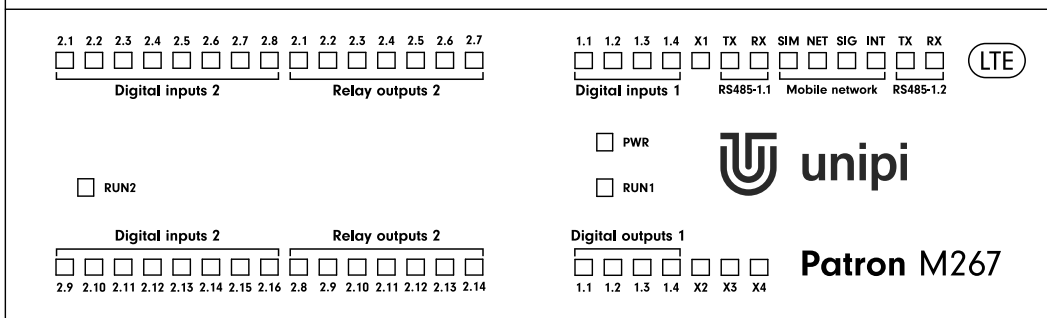 2.1 2.2 2.3 2.4 2.5 2.6 2.7 2.8 2.1 2.2 2.3 2.4 2.5 2.6 2.7
Digital inputs 2 Relay outputs 2
1.1 1.2 1.3 1.4 X1 TX RX SIM NET SIG INT TX RX
LTE
Digital inputs 1 RS485-1.1 Mobile network RS485-1.2
PWR
RUN2
RUN1
unipi
Digital inputs 2 Relay outputs 2
2.9 2.10 2.11 2.12 2.13 2.14 2.15 2.16 2.8 2.9 2.10 2.11 2.12 2.13 2.14
Digital outputs 1
1.1 1.2 1.3 1.4 X2 X3 X4
Patron M267